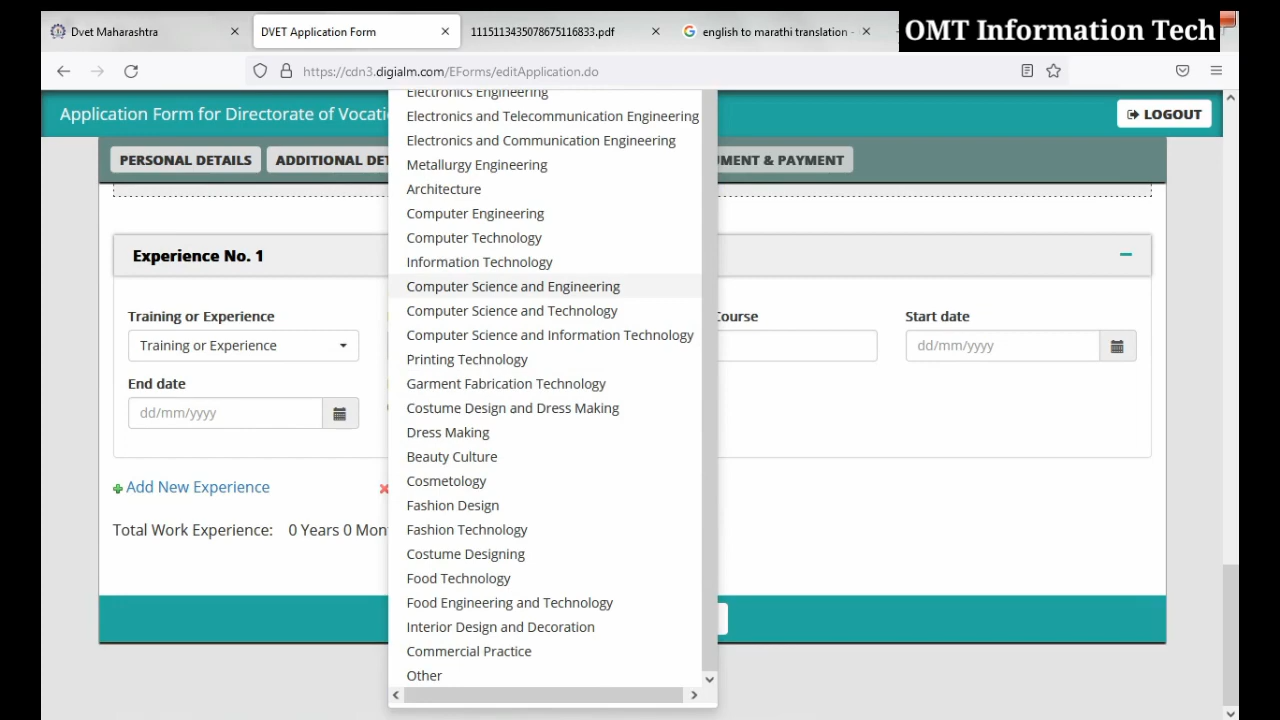 OMT Information Tech
Dvet Maharashtra
DVET Application Form
1115113435078675116833.pdf
english to marathi translation -
https://cdn3.digialm.com/EForms/editApplication.do
Application Form for Directorate of Vocati
LOGOUT
PERSONAL DETAILS
ADDITIONAL DET
UMENT & PAYMENT
Electronics Engineering
Electronics and Telecommunication Engineering
Electronics and Communication Engineering
Metallurgy Engineering
Architecture
Computer Engineering
Computer Technology
Information Technology
Computer Science and Engineering
Computer Science and Technology
Computer Science and Information Technology
Printing Technology
Garment Fabrication Technology
Costume Design and Dress Making
Dress Making
Beauty Culture
Cosmetology
Fashion Design
Fashion Technology
Costume Designing
Food Technology
Food Engineering and Technology
Interior Design and Decoration
Commercial Practice
Other
Experience No. 1
Training or Experience
Course
Start date
Training or Experience
dd/mm/yyyy
End date
dd/mm/yyyy
Add New Experience
Total Work Experience: 0 Years 0 Mon